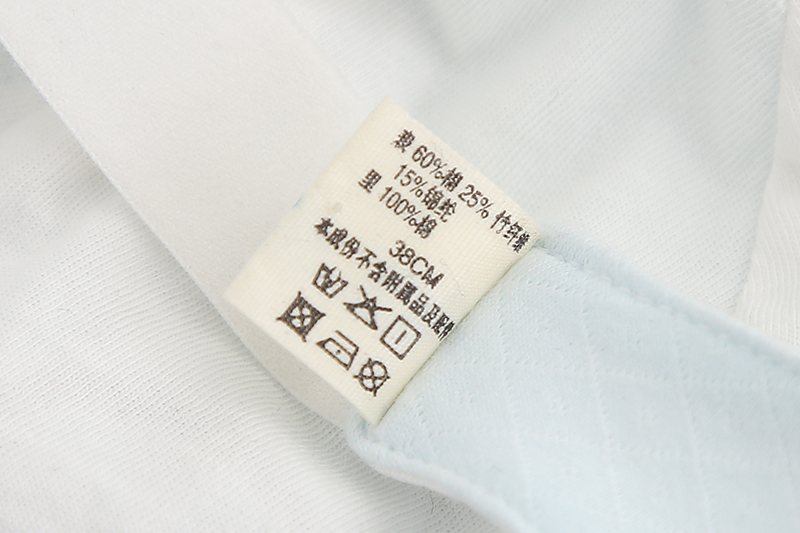 表 60%棉 25% 竹纤维
15%锦纶
里 100%棉
38CM
本成份不含附属品及配件